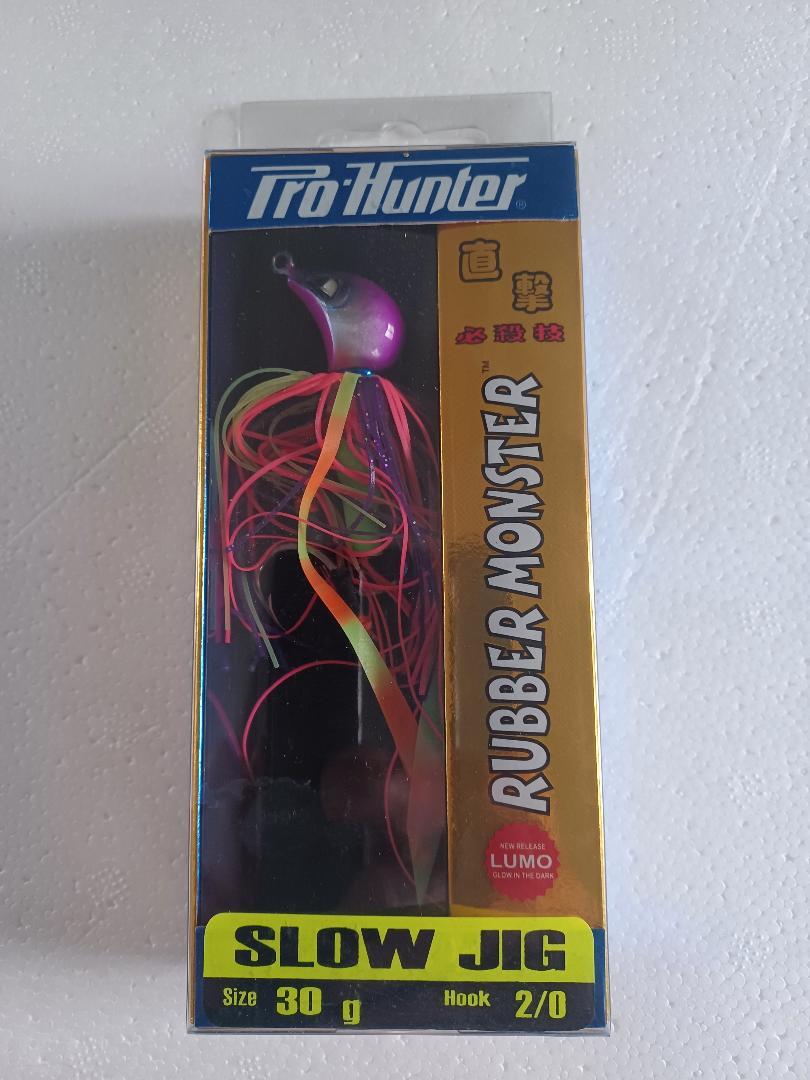 Pro-Hunter®
直撃
必殺技
RUBBER MONSTER™
NEW RELEASE
LUMO
GLOW IN THE DARK
SLOW JIG
Size 30 g Hook 2/0